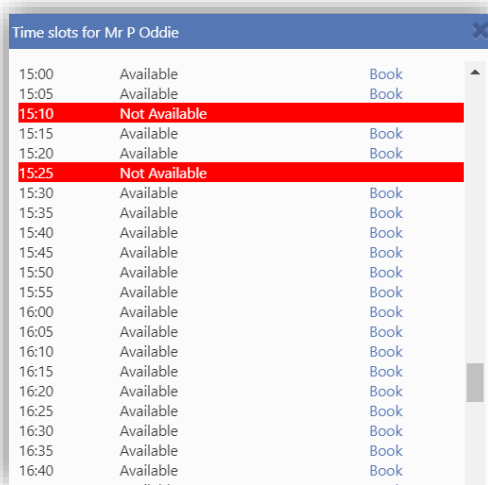 Time slots for Mr P Oddie
15:00 Available Book
15:05 Available Book
15:10 Not Available
15:15 Available Book
15:20 Available Book
15:25 Not Available
15:30 Available Book
15:35 Available Book
15:40 Available Book
15:45 Available Book
15:50 Available Book
15:55 Available Book
16:00 Available Book
16:05 Available Book
16:10 Available Book
16:15 Available Book
16:20 Available Book
16:25 Available Book
16:30 Available Book
16:35 Available Book
16:40 Available Book